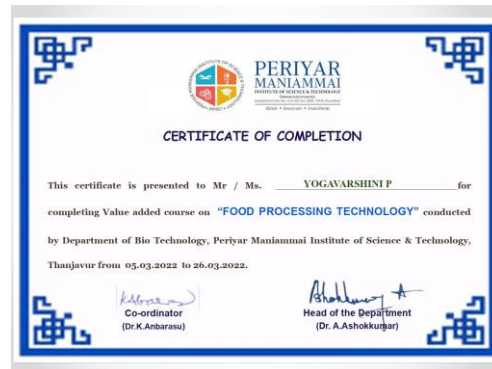 PERIYAR
MANIAMMAI
INSTITUTE OF SCIENCE & TECHNOLOGY
CERTIFICATE OF COMPLETION
This certificate is presented to Mr / Ms. YOGAVARSHINI P for
completing Value added course on "FOOD PROCESSING TECHNOLOGY" conducted
by Department of Bio Technology, Periyar Maniammai Institute of Science & Technology,
Thanjavur from 05.03.2022 to 26.03.2022.
Co-ordinator
(Dr.K.Anbarasu)
Head of the Department
(Dr. A.Ashokkumar)